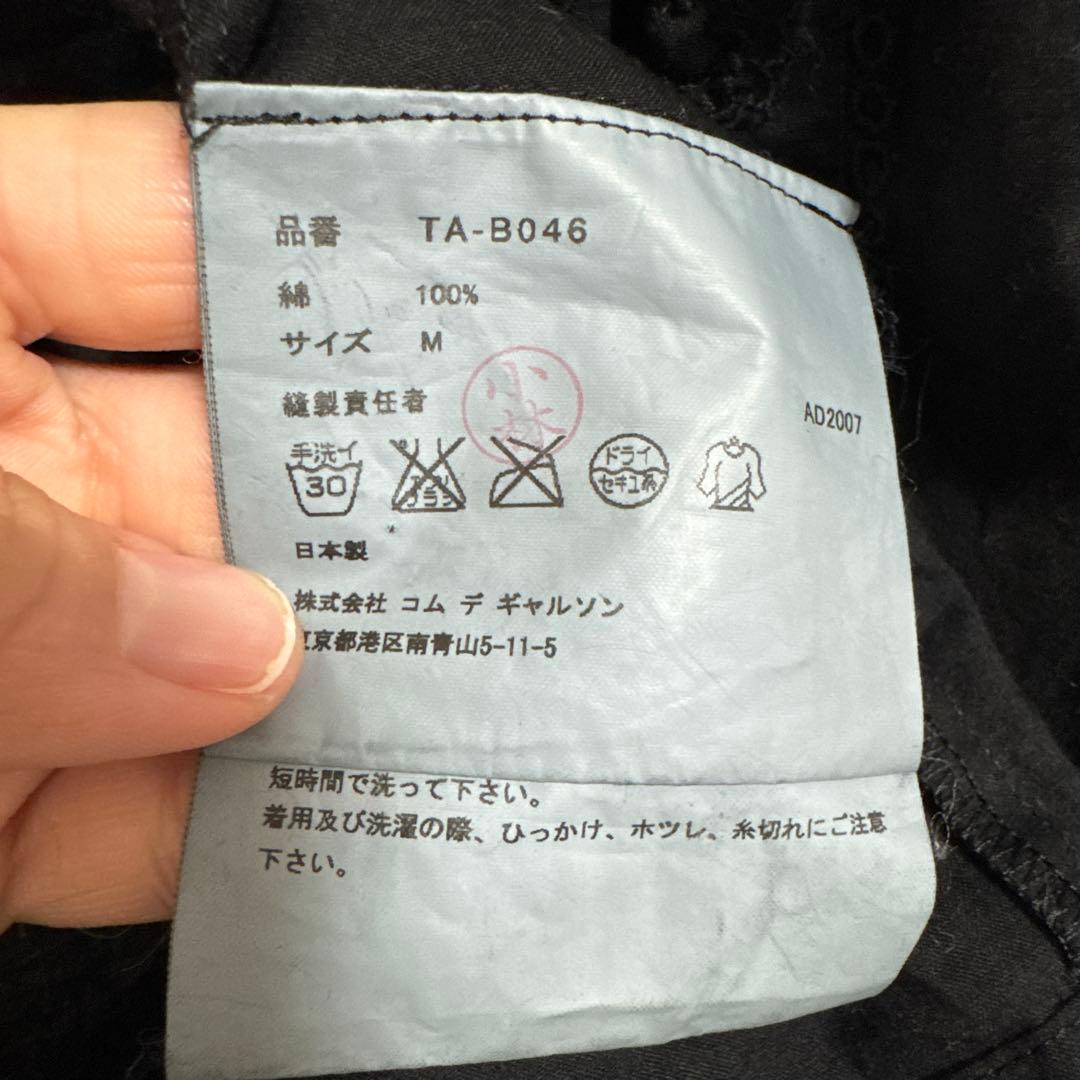 品番 TA-B046
綿 100%
サイズ M
縫製責任者 小林
AD2007
手洗イ
30
ドライ
セキユ系
日本製
株式会社 コム デ ギャルソン
京都港区南青山5-11-5
短時間で洗って下さい。
着用及び洗濯の際、ひっかけ、ホツレ、糸切れにご注意
下さい。